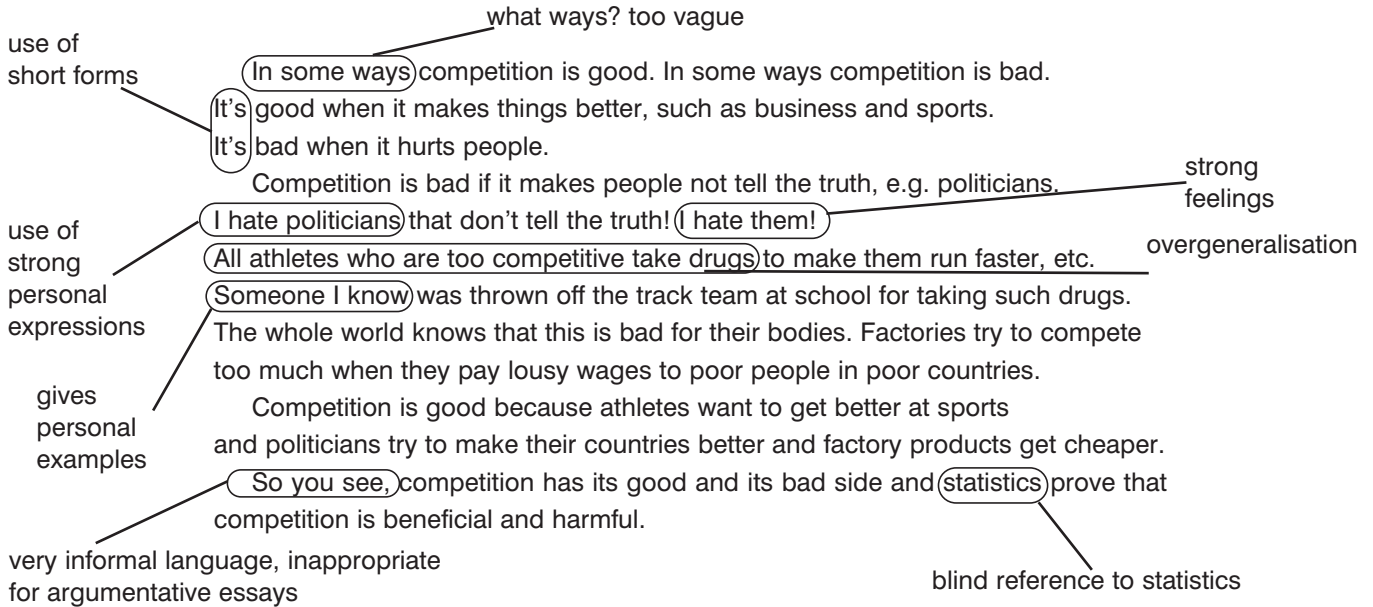 what ways? too vague
use of
short forms
In some ways competition is good. In some ways competition is bad.
It's good when it makes things better, such as business and sports.
It's bad when it hurts people.
Competition is bad if it makes people not tell the truth, e.g. politicians.
strong
feelings
I hate politicians that don't tell the truth! I hate them!
use of
strong
personal
expressions
overgeneralisation
All athletes who are too competitive take drugs to make them run faster, etc.
Someone I know was thrown off the track team at school for taking such drugs.
The whole world knows that this is bad for their bodies. Factories try to compete
too much when they pay lousy wages to poor people in poor countries.
gives
personal
examples
Competition is good because athletes want to get better at sports
and politicians try to make their countries better and factory products get cheaper.
So you see, competition has its good and its bad side and statistics prove that
competition is beneficial and harmful.
very informal language, inappropriate
for argumentative essays
blind reference to statistics